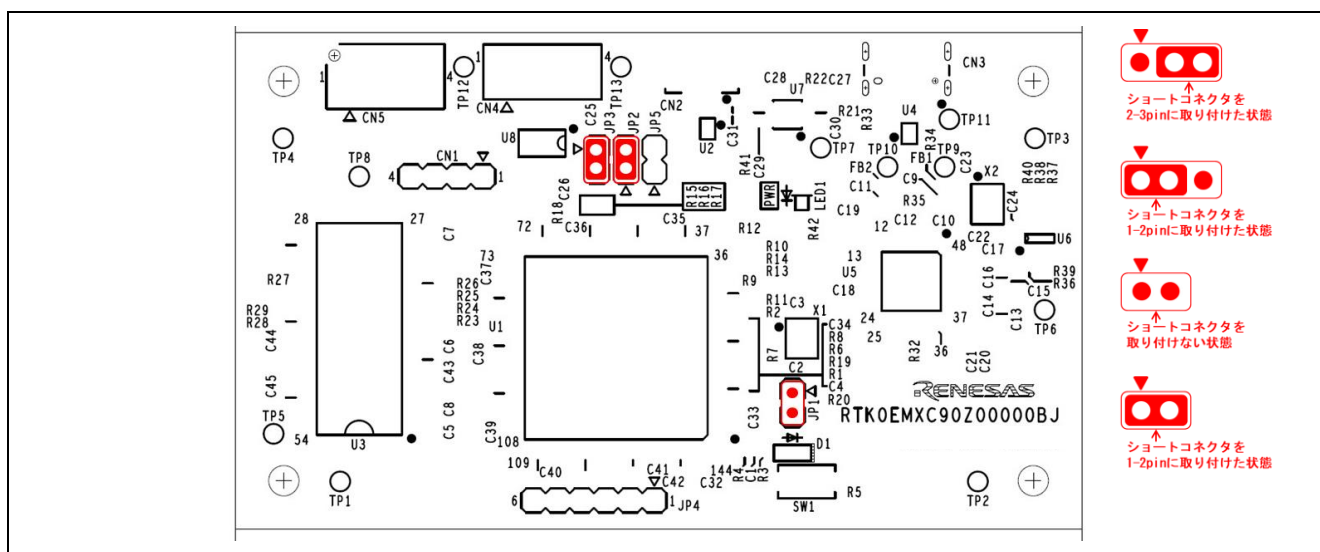 1
4
TP12
CN5
1
4
TP13
CN4
C25
JP3
JP2
JP5
CN2
C31
C28
U7
R22
C27
CN3
R21
R33
C30
U4
R34
TP11
TP4
TP8
CN1
4
1
U8
U2
R41
C29
TP7
TP10
FB2
FB1
TP9
C23
X2
TP3
R40
R38
R37
C26
R18
R15
R16
R17
PWR
LED1
C11
C9
R35
C24
28
27
C7
72
C36
C35
37
R12
R42
C19
C12
C10
12
48
C22
C17
U6
73
36
R10
R14
R13
13
U5
R27
C37
R26
R25
R24
R23
R9
C18
C16
R39
R36
C15
R29
R28
U1
R11
R2
C3
X1
C34
R8
R6
R19
R1
C4
R20
24
25
37
C14
C13
TP6
C44
C6
C43
C38
R7
C2
R32
36
C21
C20
C45
JP1
RENESAS
RTK0EMXC90Z00000BJ
TP5
54
U3
C5
C8
C39
108
C33
D1
109
C40
C41
C42
C32
144
R4
C1
R3
SW1
R5
TP1
6
1
JP4
TP2
ショートコネクタを
2-3pinに取り付けた状態
ショートコネクタを
1-2pinに取り付けた状態
ショートコネクタを
取り付けない状態
ショートコネクタを
1-2pinに取り付けた状態